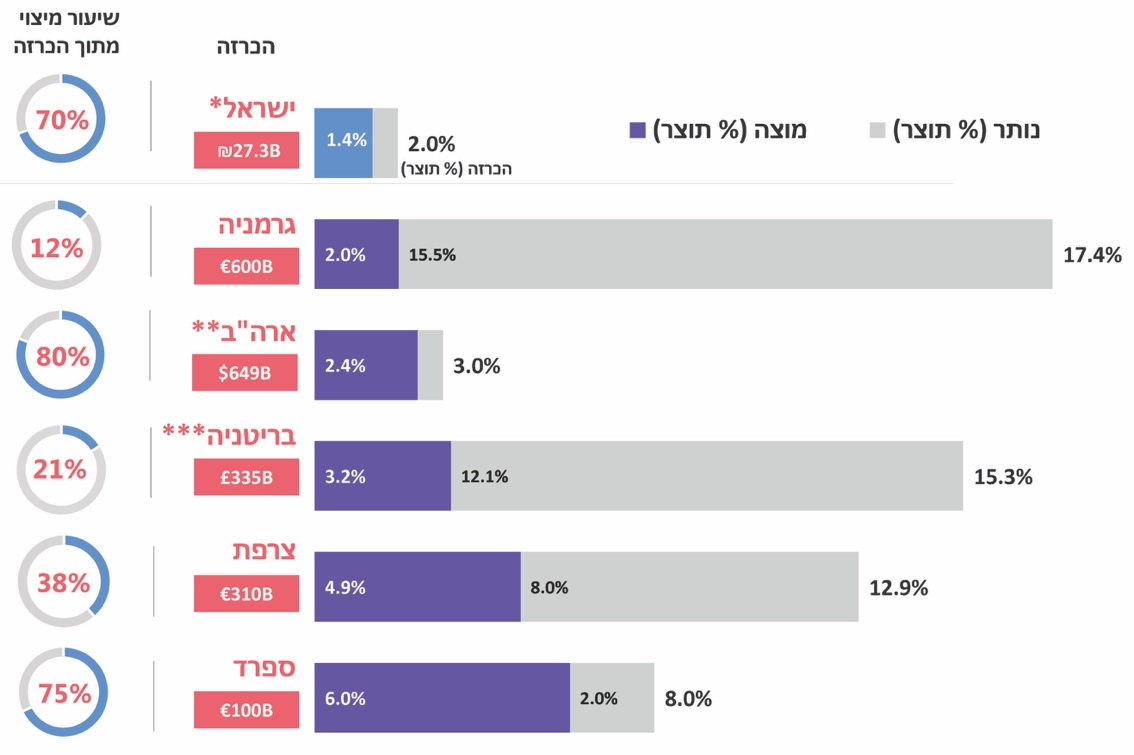 שיעור מיצוי
מתוך הכרזה
הכרזה
70%
ישראל*
₪27.3B
1.4%
2.0%
הכרזה (% תוצר)
מוצה (% תוצר)
נותר (% תוצר)
12%
גרמניה
€600B
2.0%
15.5%
17.4%
80%
ארה"ב**
$649B
2.4%
3.0%
21%
בריטניה***
£335B
3.2%
12.1%
15.3%
38%
צרפת
€310B
4.9%
8.0%
12.9%
75%
ספרד
€100B
6.0%
2.0%
8.0%